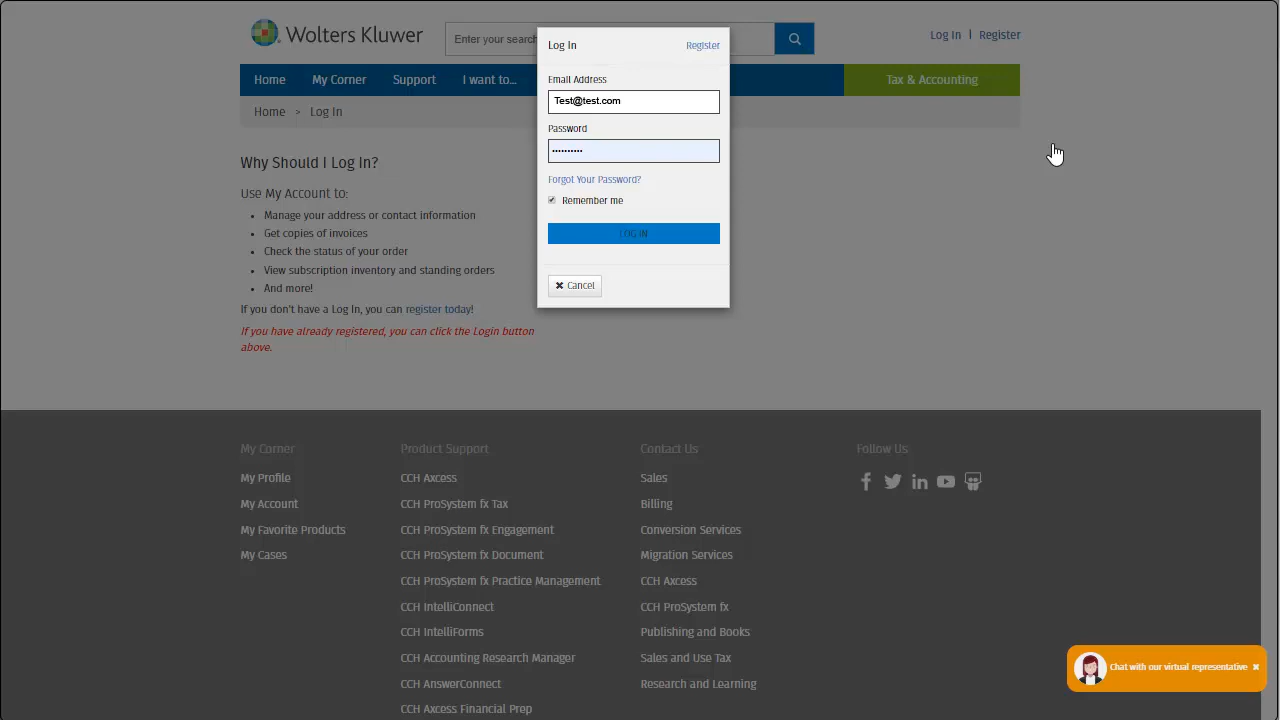 Wolters Kluwer
Enter your search
Log In | Register
Home My Corner Support I want to...
Tax & Accounting
Home > Log In
Log In
Register
Email Address
Test@test.com
Password
••••••••••
Forgot Your Password?
Remember me
LOG IN
Cancel
Why Should I Log In?
Use My Account to:
• Manage your address or contact information
• Get copies of invoices
• Check the status of your order
• View subscription inventory and standing orders
• And more!
If you don't have a Log In, you can register today!
If you have already registered, you can click the Login button
above.
My Corner
My Profile
My Account
My Favorite Products
My Cases
Product Support
CCH Axcess
CCH ProSystem fx Tax
CCH ProSystem fx Engagement
CCH ProSystem fx Document
CCH ProSystem fx Practice Management
CCH IntelliConnect
CCH IntelliForms
CCH Accounting Research Manager
CCH AnswerConnect
CCH Axcess Financial Prep
Contact Us
Sales
Billing
Conversion Services
Migration Services
CCH Axcess
CCH ProSystem fx
Publishing and Books
Sales and Use Tax
Research and Learning
Follow Us
Chat with our virtual representative